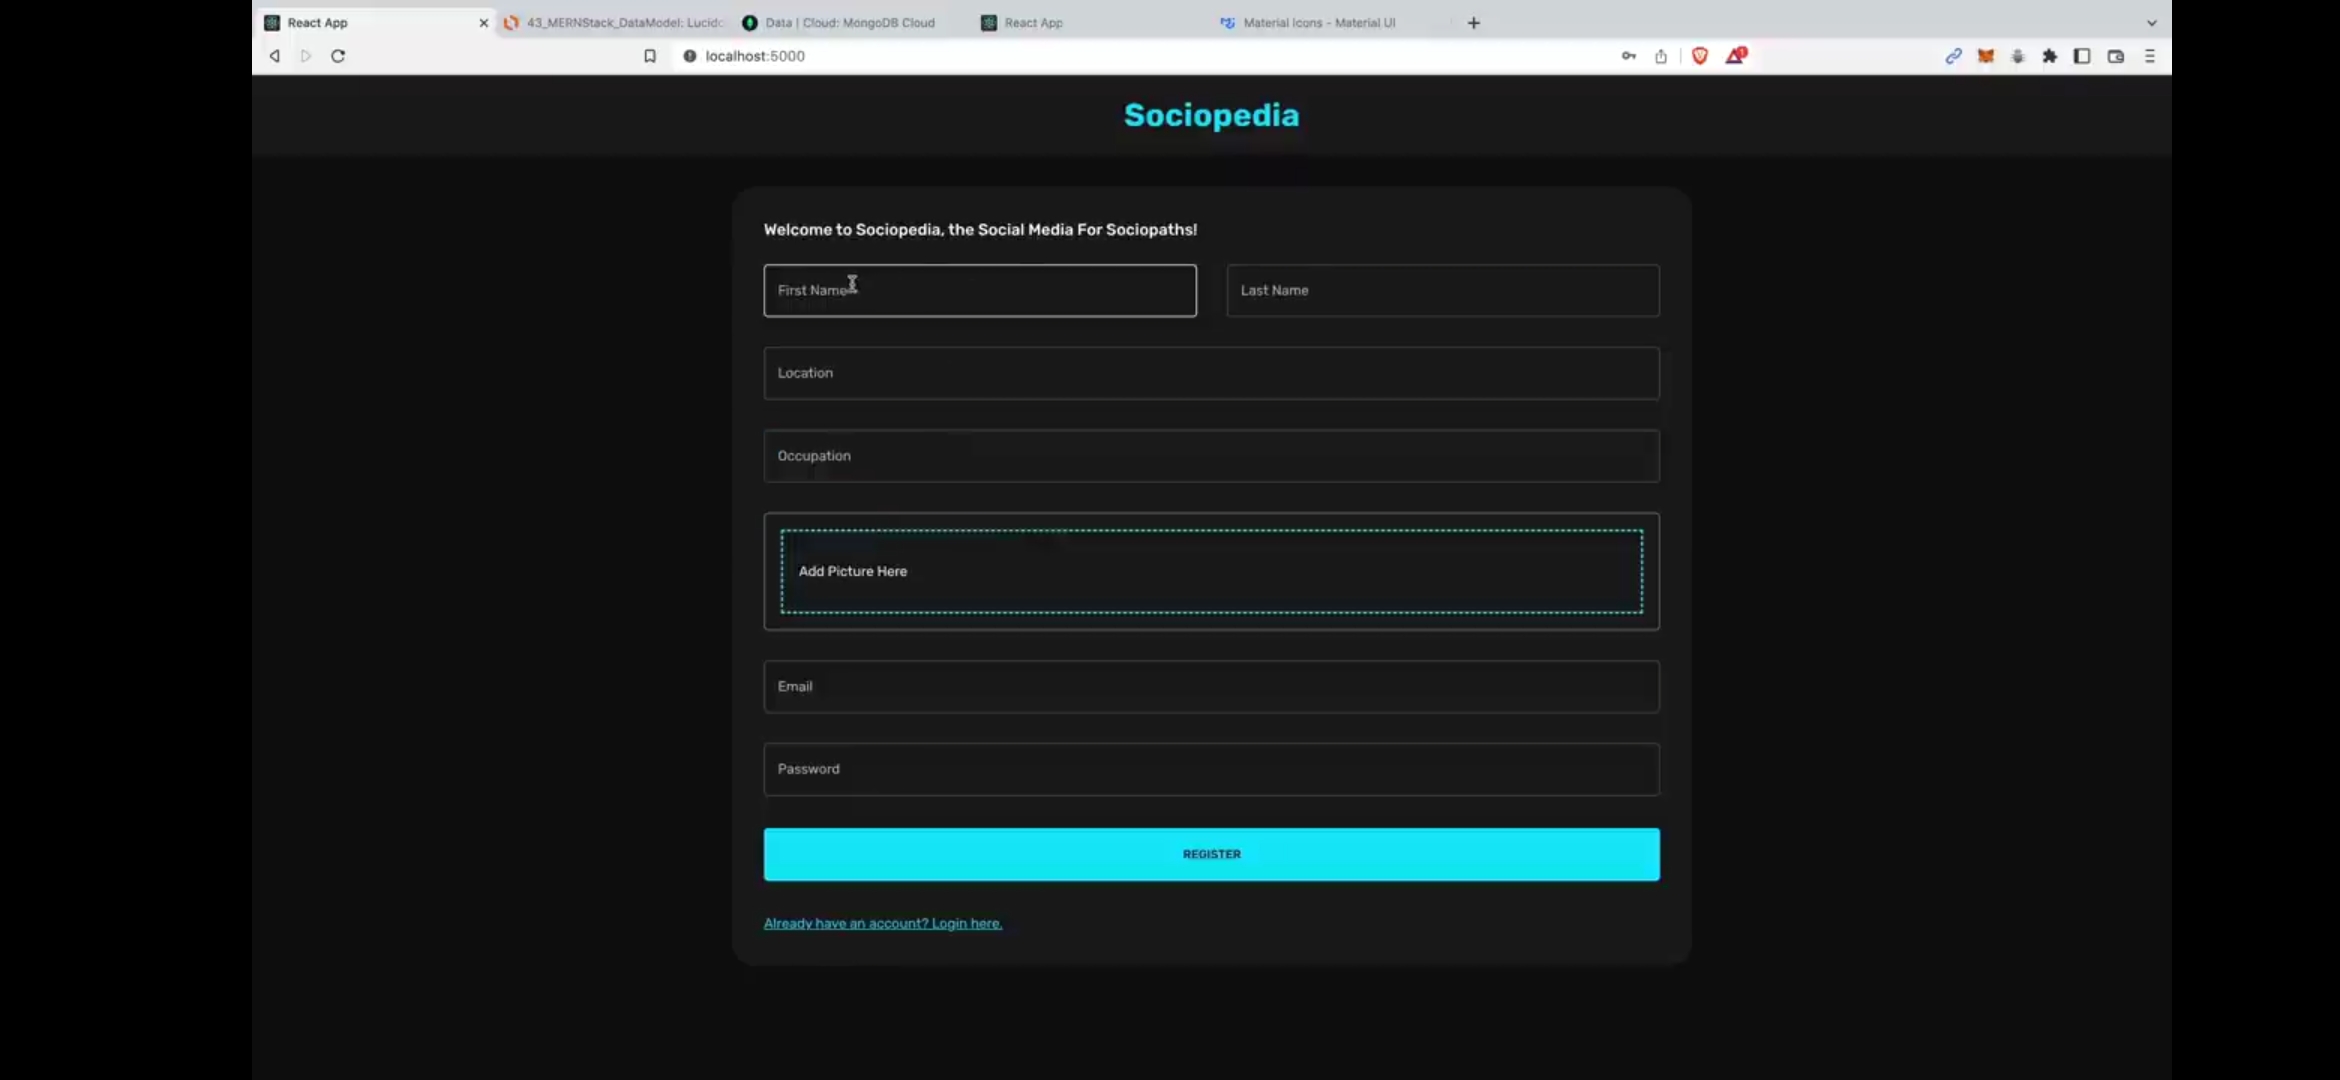 React App
43_MERNStack_DataModel: Lucidc
Data | Cloud: MongoDB Cloud
React App
Material Icons - Material UI
localhost:5000
Sociopedia
Welcome to Sociopedia, the Social Media For Sociopaths!
First Name
Last Name
Location
Occupation
Add Picture Here
Email
Password
REGISTER
Already have an account? Login here.